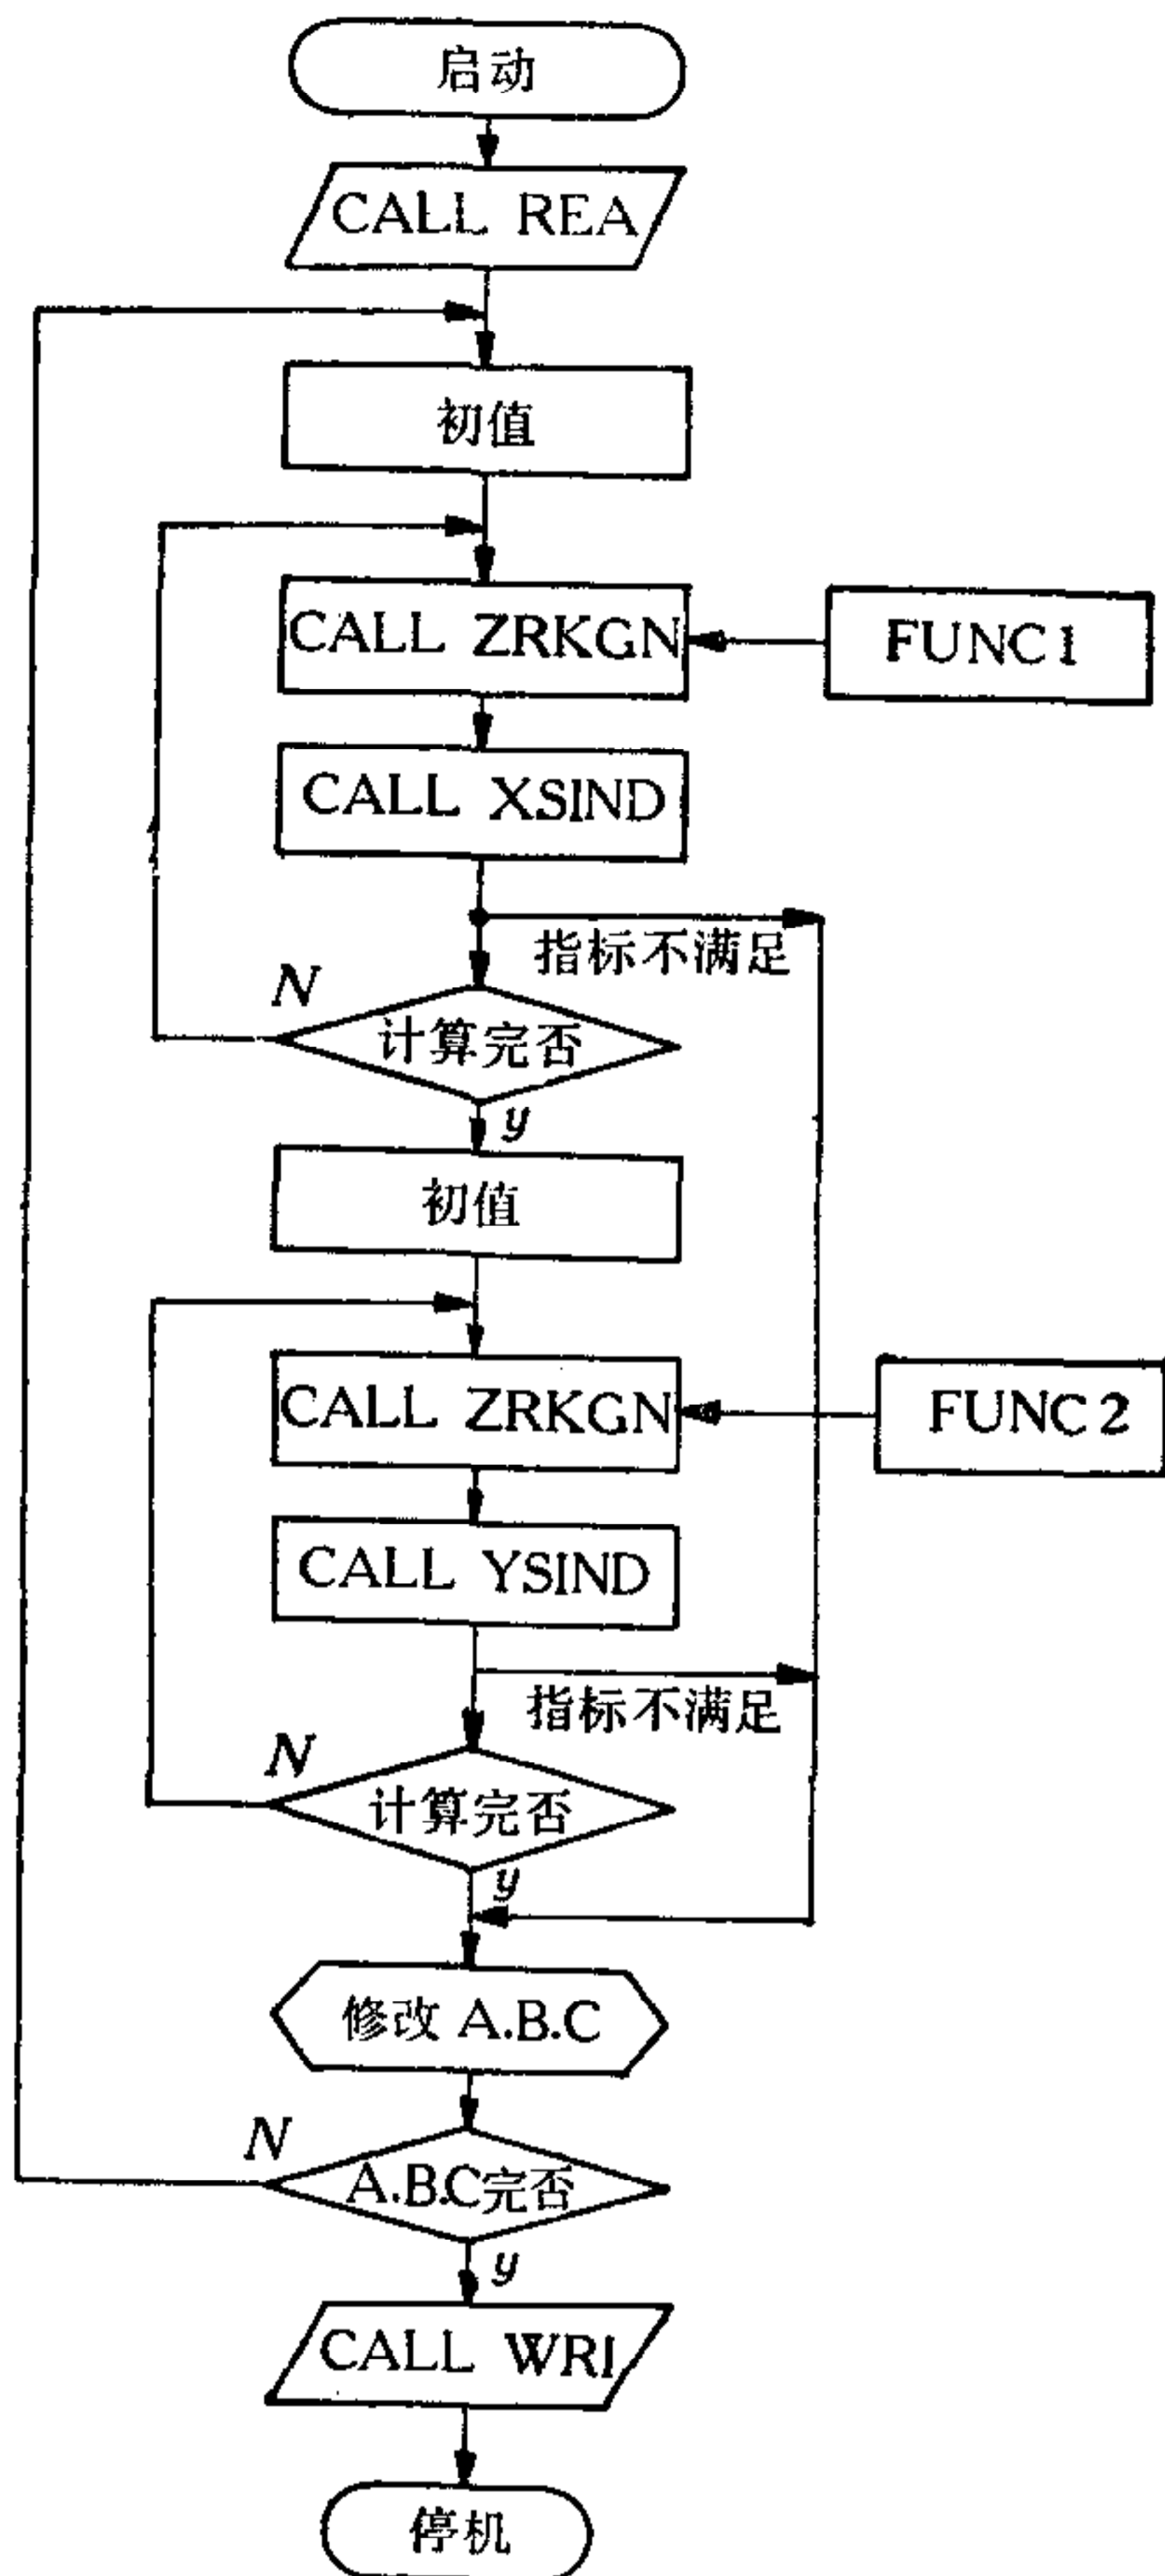 启动
CALL REA
初值
CALL ZRKGN
FUNC1
CALL XSIND
指标不满足
N
计算完否
y
初值
CALL ZRKGN
FUNC2
CALL YSIND
指标不满足
N
计算完否
y
修改 A.B.C
N
A.B.C完否
y
CALL WRI
停机